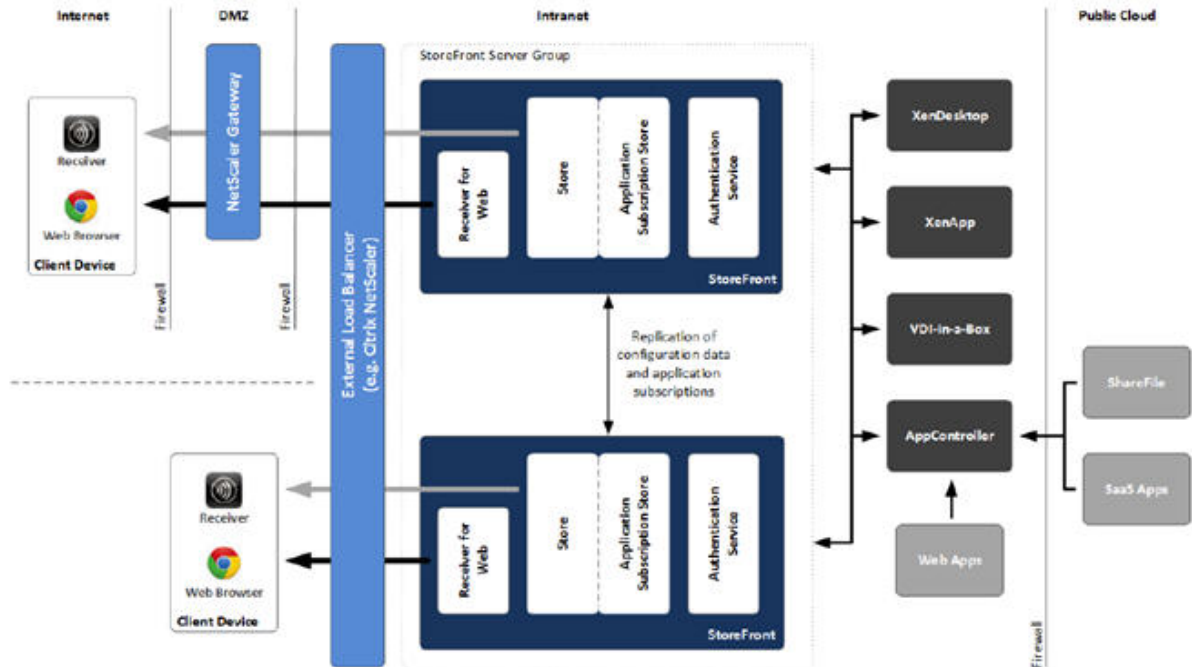 Internet
DMZ
Intranet
Public Cloud
StoreFront Server Group
NetScaler Gateway
Receiver
Web Browser
Client Device
Firewall
Firewall
External Load Balancer
(e.g. Citrix NetScaler)
Receiver for
Web
Store
Application
Subscription Store
Authentication
Service
StoreFront
Replication of
configuration data
and application
subscriptions
Receiver
Web Browser
Client Device
Receiver for
Web
Store
Application
Subscription Store
Authentication
Service
StoreFront
XenDesktop
XenApp
VDI-in-a-Box
AppController
Web Apps
ShareFile
SaaS Apps
Firewall